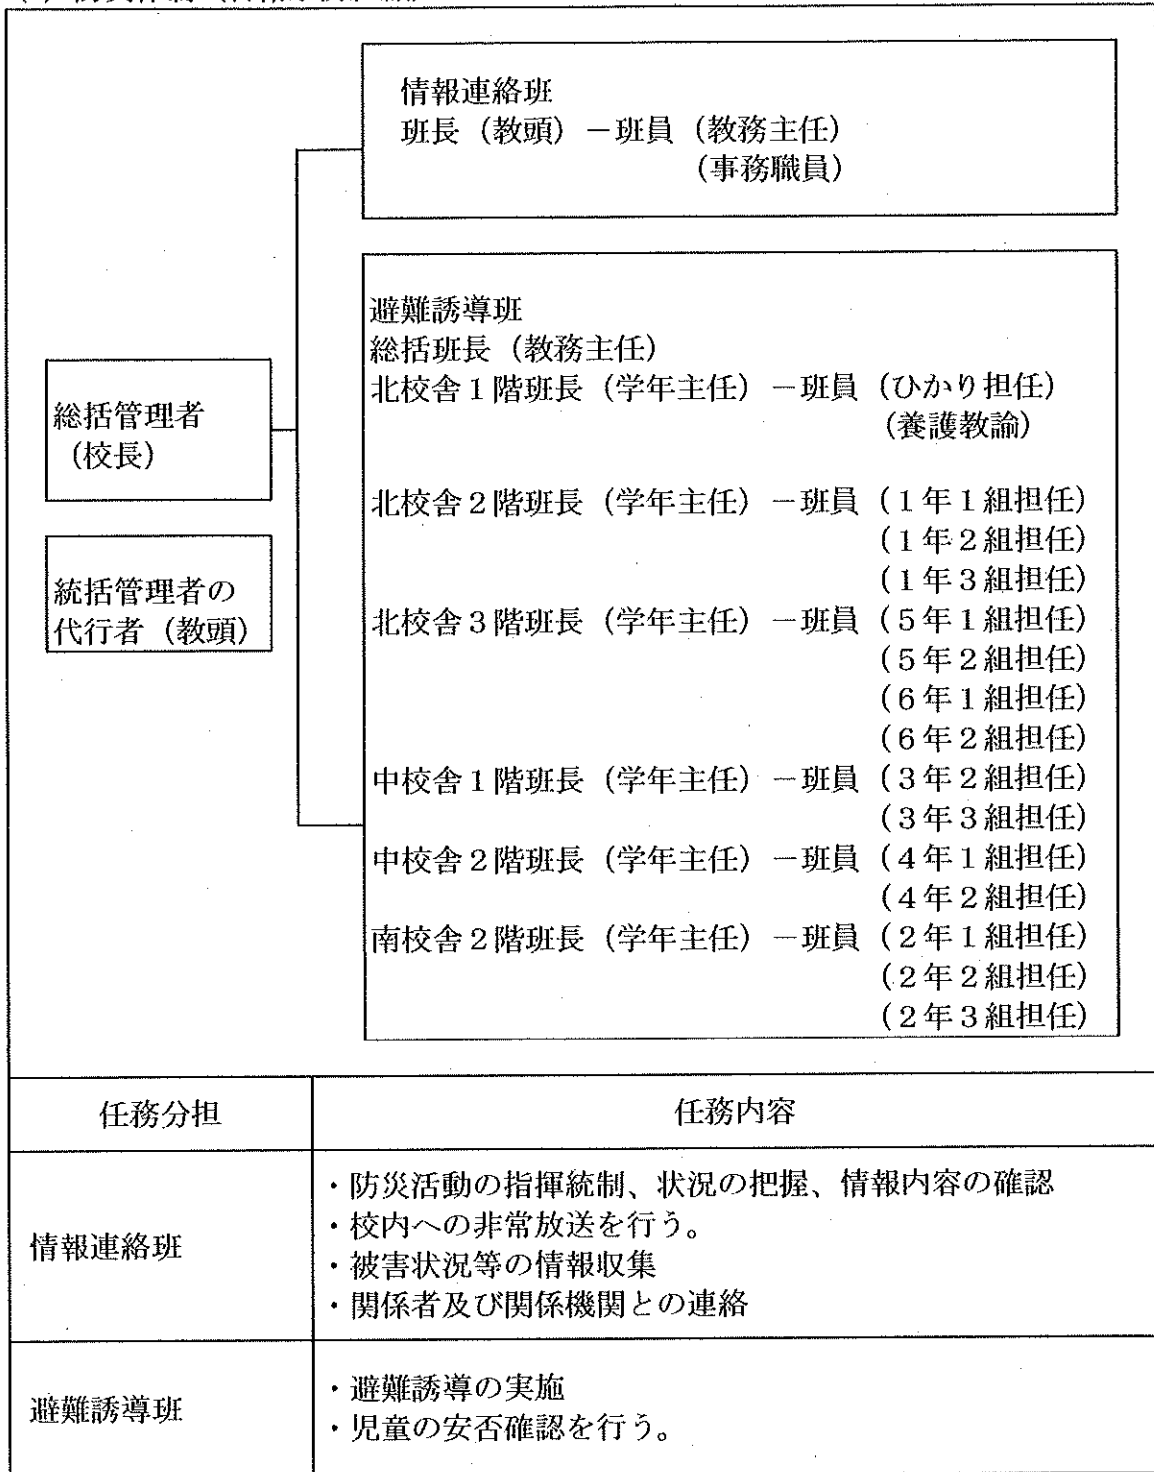 情報連絡班
班長（教頭）－班員（教務主任）
（事務職員）
避難誘導班
総括班長（教務主任）
北校舎１階班長（学年主任）－班員（ひかり担任）
（養護教諭）
総括管理者
（校長）
北校舎２階班長（学年主任）－班員（１年１組担任）
（１年２組担任）
（１年３組担任）
統括管理者の
代行者（教頭）
北校舎３階班長（学年主任）－班員（５年１組担任）
（５年２組担任）
（６年１組担任）
（６年２組担任）
中校舎１階班長（学年主任）－班員（３年２組担任）
（３年３組担任）
中校舎２階班長（学年主任）－班員（４年１組担任）
（４年２組担任）
南校舎２階班長（学年主任）－班員（２年１組担任）
（２年２組担任）
（２年３組担任）
任務分担
任務内容
情報連絡班
・防災活動の指揮統制、状況の把握、情報内容の確認
・校内への非常放送を行う。
・被害状況等の情報収集
・関係者及び関係機関との連絡
避難誘導班
・避難誘導の実施
・児童の安否確認を行う。